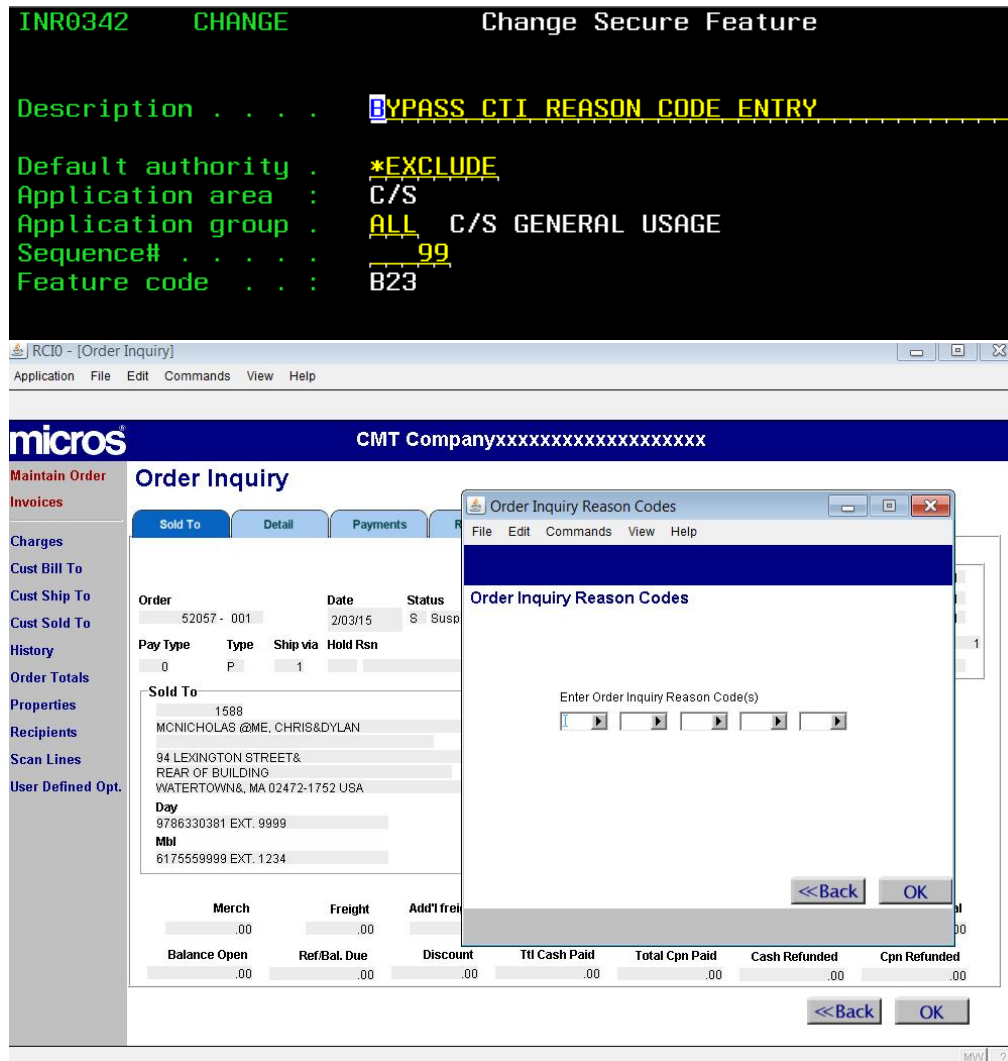 INR0342 CHANGE Change Secure Feature
Description . . . . BYPASS CTI REASON CODE ENTRY
Default authority . *EXCLUDE
Application area : C/S
Application group . ALL C/S GENERAL USAGE
Sequence# . . . . . 99
Feature code . . : B23
RCI0 - [Order Inquiry]
Application File Edit Commands View Help
micros® CMT Companyxxxxxxxxxxxxxxxxxxxx
Maintain Order
Invoices
Charges
Cust Bill To
Cust Ship To
Cust Sold To
History
Order Totals
Properties
Recipients
Scan Lines
User Defined Opt.
Order Inquiry
Sold To Detail Payments R
Order Date Status
52057 - 001 2/03/15 S Susp
Pay Type Type Ship via Hold Rsn
0 P 1 1
Sold To
1588
MCNICHOLAS @ME, CHRIS&DYLAN
94 LEXINGTON STREET&
REAR OF BUILDING
WATERTOWN&, MA 02472-1752 USA
Day
9786330381 EXT. 9999
Mbl
6175559999 EXT. 1234
Order Inquiry Reason Codes
File Edit Commands View Help
Order Inquiry Reason Codes
Enter Order Inquiry Reason Code(s)
<<Back OK
Merch Freight Add'l frei al
.00 .00 00
Balance Open Ref/Bal. Due Discount Ttl Cash Paid Total Cpn Paid Cash Refunded Cpn Refunded
.00 .00 .00 .00 .00 .00 .00
<<Back OK
MW